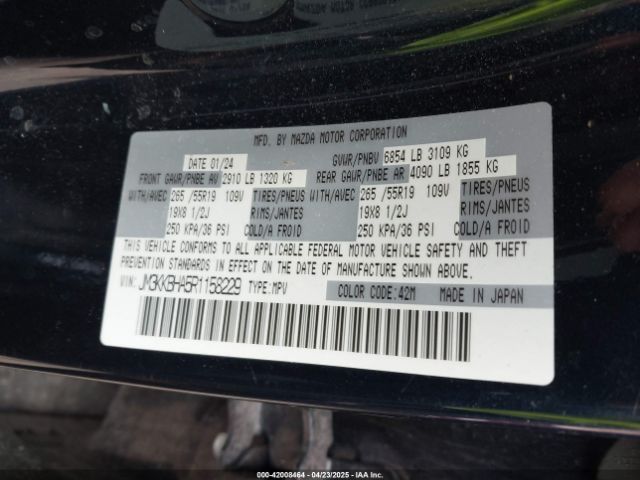 MFD. BY MAZDA MOTOR CORPORATION
DATE 01/24 GVWR/PNBV 6854 LB 3109 KG
FRONT GAWR/PNBE AV 2910 LB 1320 KG REAR GAWR/PNBE AR 4090 LB 1855 KG
WITH/AVEC 265 /55R19 109V TIRES/PNEUS WITH/AVEC 265 /55R19 109V TIRES/PNEUS
19X8 1/2J RIMS/JANTES 19X8 1/2J RIMS/JANTES
250 KPA/36 PSI COLD/A FROID 250 KPA/36 PSI COLD/A FROID
THIS VEHICLE CONFORMS TO ALL APPLICABLE FEDERAL MOTOR VEHICLE SAFETY AND THEFT
PREVENTION STANDARDS IN EFFECT ON THE DATE OF MANUFACTURE SHOWN ABOVE.
VIN: JM3KKBHA5R1158229 TYPE:MPV COLOR CODE:42M MADE IN JAPAN
000-42008464 - 04/23/2025 - IAA Inc.